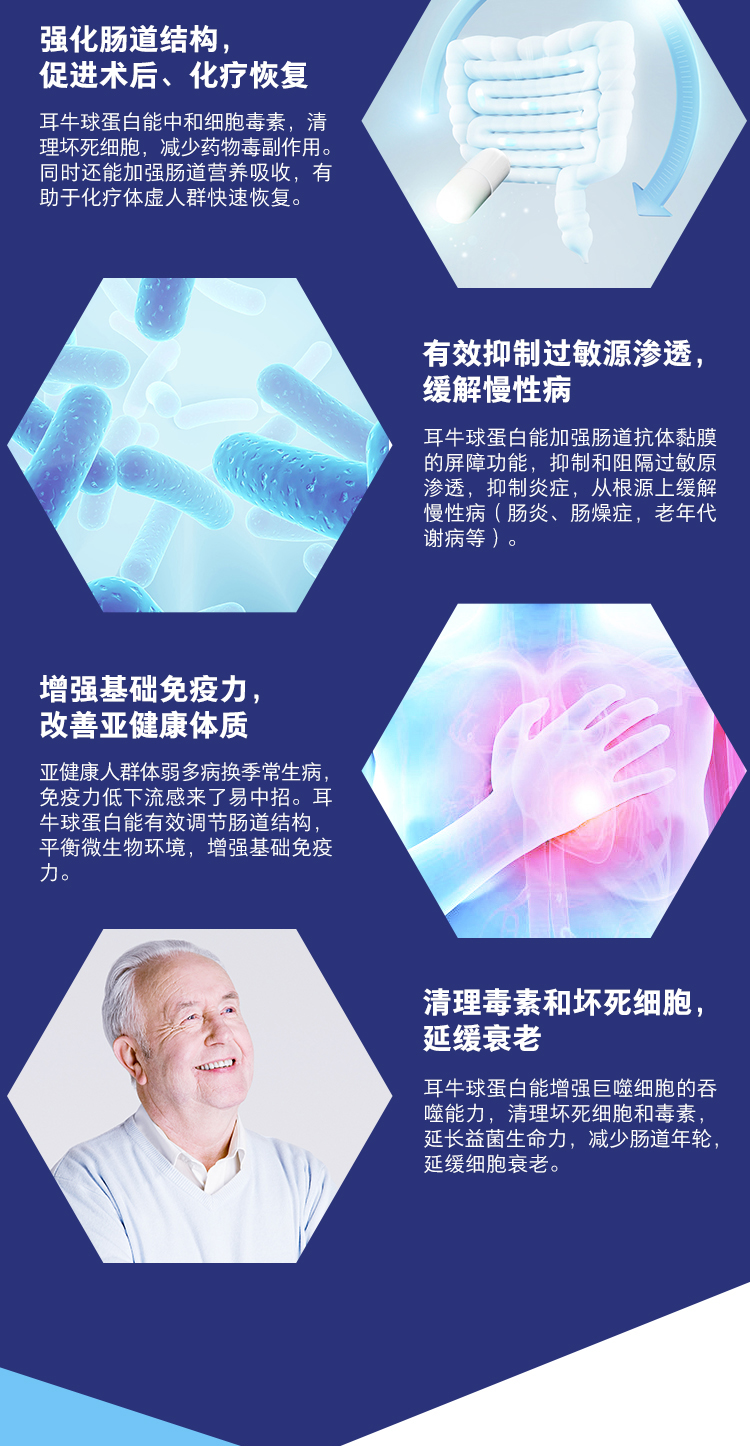 强化肠道结构，
促进术后、化疗恢复
耳牛球蛋白能中和细胞毒素，清
理坏死细胞，减少药物毒副作用。
同时还能加强肠道营养吸收，有
助于化疗体虚人群快速恢复。
有效抑制过敏源渗透，
缓解慢性病
耳牛球蛋白能加强肠道抗体黏膜
的屏障功能，抑制和阻隔过敏原
渗透，抑制炎症，从根源上缓解
慢性病（肠炎、肠燥症，老年代
谢病等）。
增强基础免疫力，
改善亚健康体质
亚健康人群体弱多病换季常生病，
免疫力低下流感来了易中招。耳
牛球蛋白能有效调节肠道结构，
平衡微生物环境，增强基础免疫
力。
清理毒素和坏死细胞，
延缓衰老
耳牛球蛋白能增强巨噬细胞的吞
噬能力，清理坏死细胞和毒素，
延长益菌生命力，减少肠道年轮，
延缓细胞衰老。